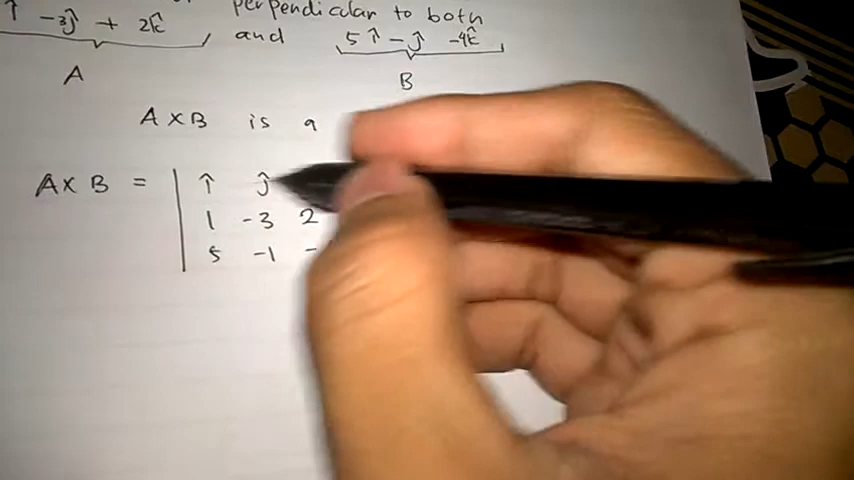 perpendicular to both
î -3ĵ + 2k̂ and 5î - ĵ -4k̂
A B
A×B is a
A×B = | î ĵ
1 -3 2
5 -1 -